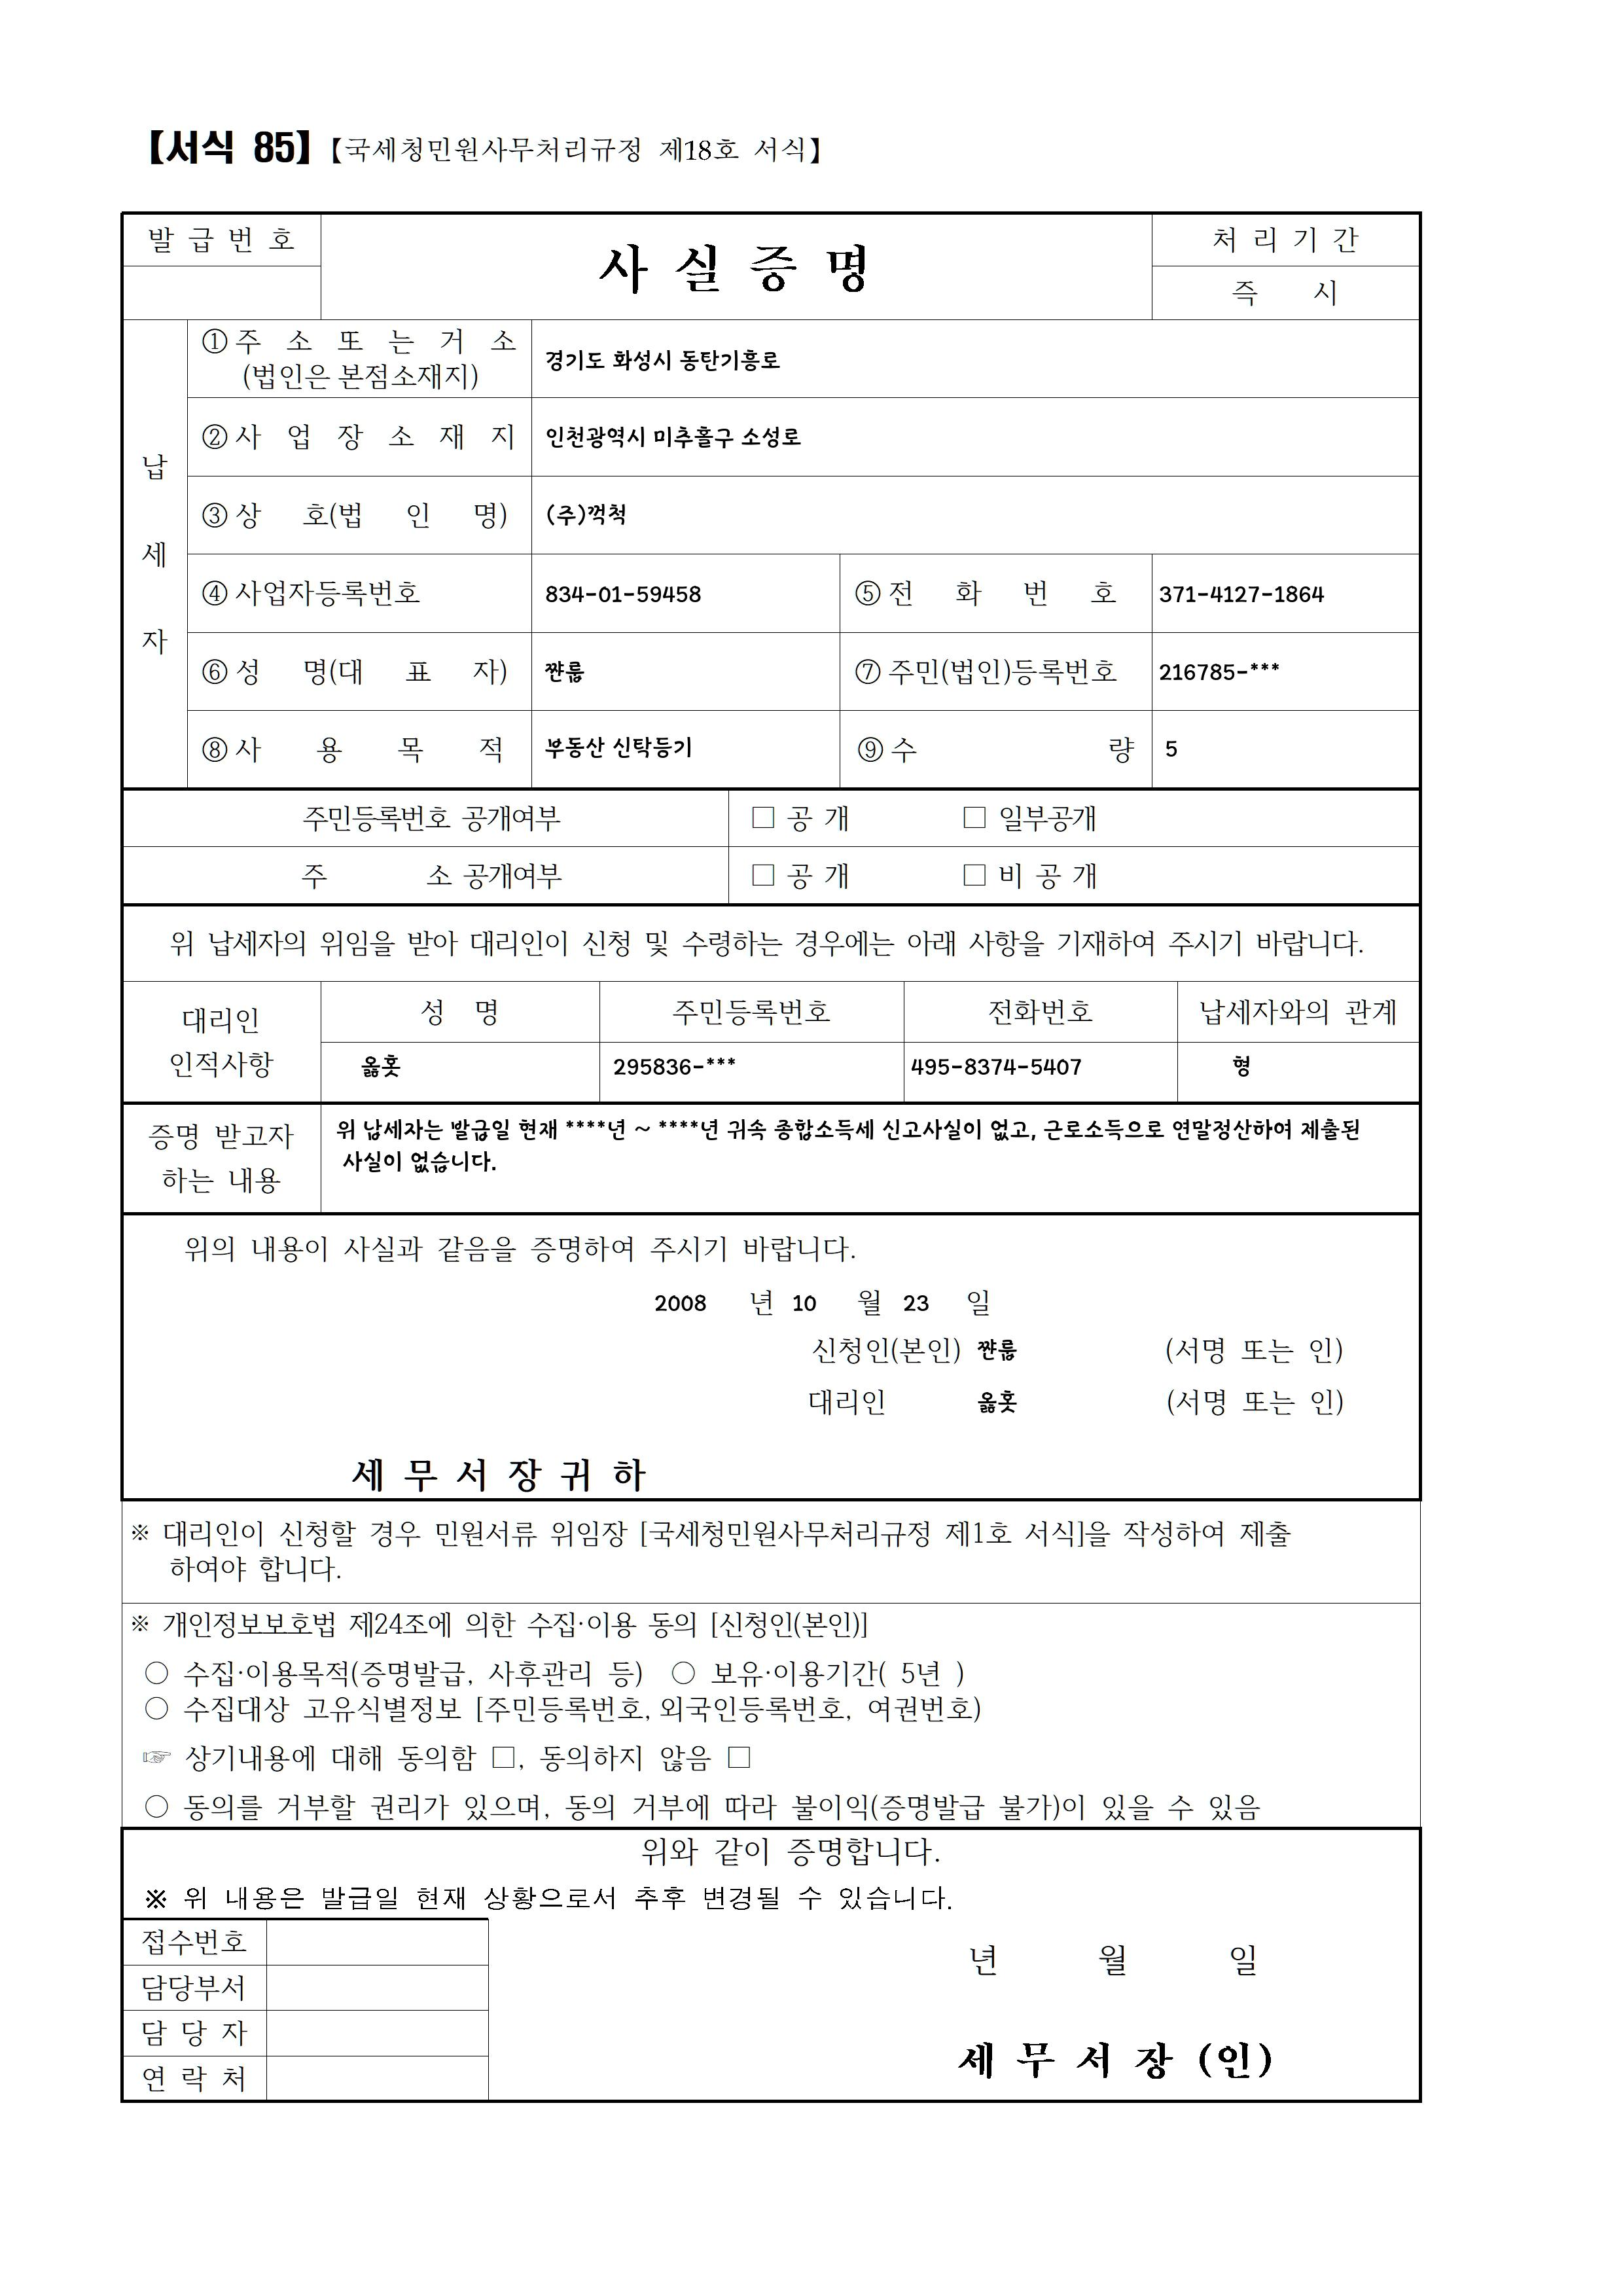 【서식 85】【국세청민원사무처리규정 제18호 서식】
발 급 번 호
사 실 증 명
처 리 기 간
즉 시
납 세 자
① 주 소 또 는 거 소
(법인은 본점소재지)
경기도 화성시 동탄기흥로
② 사 업 장 소 재 지
인천광역시 미추홀구 소성로
③ 상 호(법 인 명)
(주)꺽척
④ 사업자등록번호
834-01-59458
⑤ 전 화 번 호
371-4127-1864
⑥ 성 명(대 표 자)
짠릃
⑦ 주민(법인)등록번호
216785-***
⑧ 사 용 목 적
부동산 신탁등기
⑨ 수 량
5
주민등록번호 공개여부
□ 공 개 □ 일부공개
주 소 공개여부
□ 공 개 □ 비 공 개
위 납세자의 위임을 받아 대리인이 신청 및 수령하는 경우에는 아래 사항을 기재하여 주시기 바랍니다.
대리인
인적사항
성 명
주민등록번호
전화번호
납세자와의 관계
옳홋
295836-***
495-8374-5407
형
증명 받고자
하는 내용
위 납세자는 발급일 현재 ****년 ~ ****년 귀속 종합소득세 신고사실이 없고, 근로소득으로 연말정산하여 제출된
사실이 없습니다.
위의 내용이 사실과 같음을 증명하여 주시기 바랍니다.
2008 년 10 월 23 일
신청인(본인) 짠릃 (서명 또는 인)
대리인 옳홋 (서명 또는 인)
세 무 서 장 귀 하
※ 대리인이 신청할 경우 민원서류 위임장 [국세청민원사무처리규정 제1호 서식]을 작성하여 제출
하여야 합니다.
※ 개인정보보호법 제24조에 의한 수집·이용 동의 [신청인(본인)]
○ 수집·이용목적(증명발급, 사후관리 등) ○ 보유·이용기간( 5년 )
○ 수집대상 고유식별정보 [주민등록번호, 외국인등록번호, 여권번호)
☞ 상기내용에 대해 동의함 □, 동의하지 않음 □
○ 동의를 거부할 권리가 있으며, 동의 거부에 따라 불이익(증명발급 불가)이 있을 수 있음
위와 같이 증명합니다.
※ 위 내용은 발급일 현재 상황으로서 추후 변경될 수 있습니다.
접수번호
담당부서
담 당 자
연 락 처
년 월 일
세 무 서 장 (인)